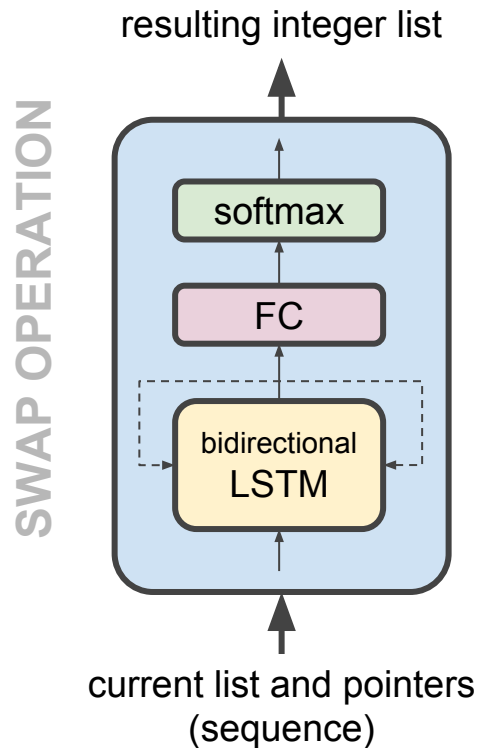 resulting integer list
SWAP OPERATION
softmax
FC
bidirectional
LSTM
current list and pointers
(sequence)